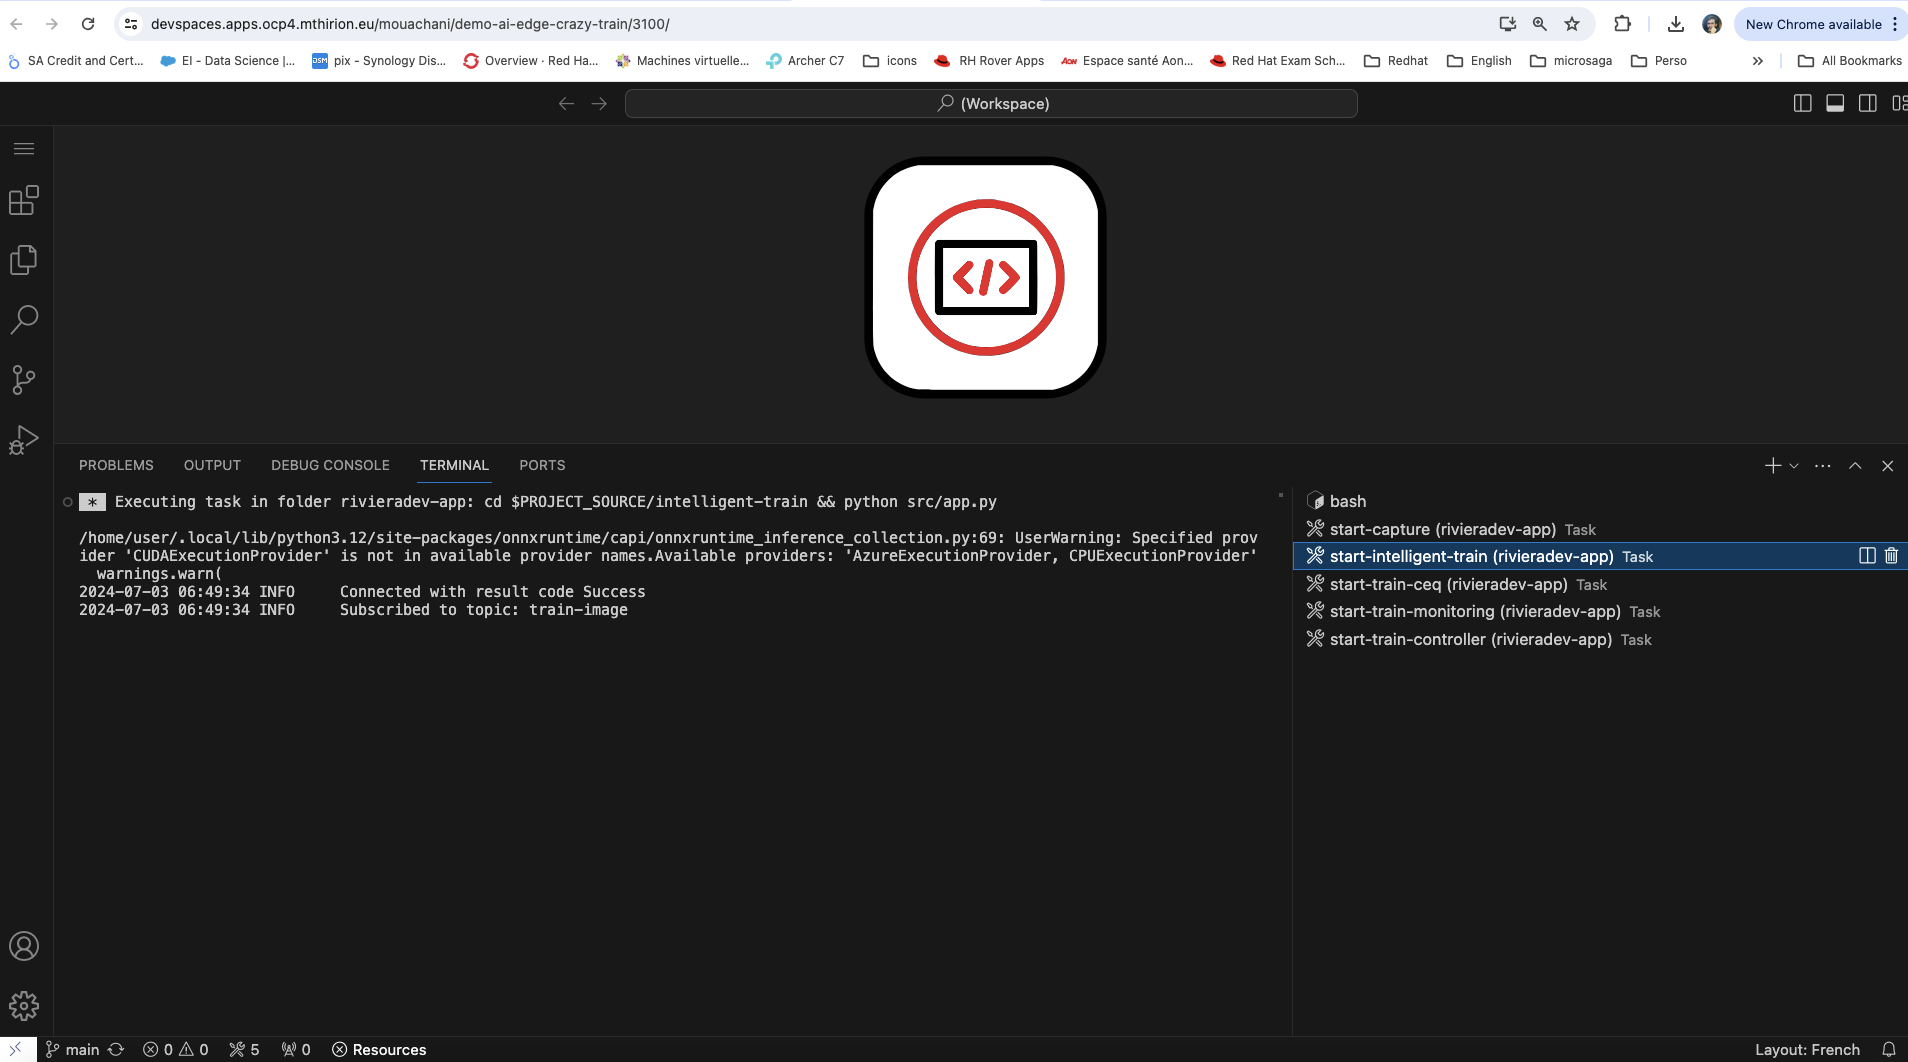 devspaces.apps.ocp4.mthirion.eu/mouachani/demo-ai-edge-crazy-train/3100/
New Chrome available
SA Credit and Cert...
EI - Data Science |...
DSM
pix - Synology Dis...
Overview · Red Ha...
Machines virtuelle...
Archer C7
icons
RH Rover Apps
Aon
Espace santé Aon...
Red Hat Exam Sch...
Redhat
English
microsaga
Perso
»
All Bookmarks
(Workspace)
</>
PROBLEMS
OUTPUT
DEBUG CONSOLE
TERMINAL
PORTS
* Executing task in folder rivieradev-app: cd $PROJECT_SOURCE/intelligent-train && python src/app.py
/home/user/.local/lib/python3.12/site-packages/onnxruntime/capi/onnxruntime_inference_collection.py:69: UserWarning: Specified prov
ider 'CUDAExecutionProvider' is not in available provider names.Available providers: 'AzureExecutionProvider, CPUExecutionProvider'
warnings.warn(
2024-07-03 06:49:34 INFO Connected with result code Success
2024-07-03 06:49:34 INFO Subscribed to topic: train-image
bash
start-capture (rivieradev-app) Task
start-intelligent-train (rivieradev-app) Task
start-train-ceq (rivieradev-app) Task
start-train-monitoring (rivieradev-app) Task
start-train-controller (rivieradev-app) Task
main
0
0
5
0
Resources
Layout: French